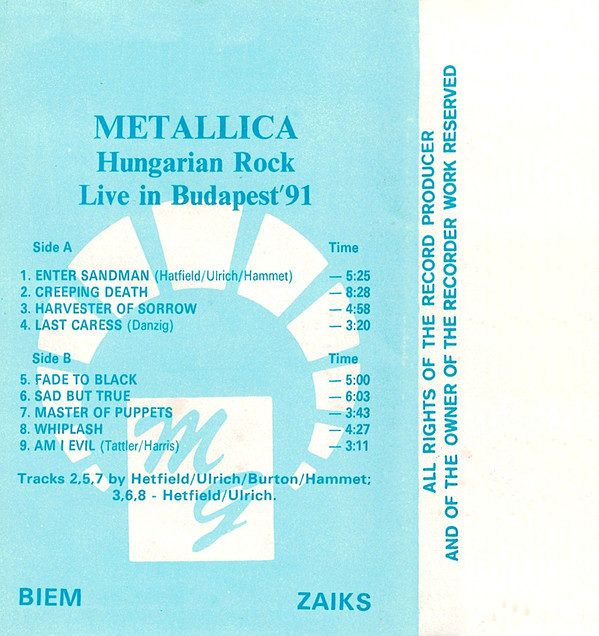 METALLICA
Hungarian Rock
Live in Budapest'91
Side A Time
1. ENTER SANDMAN (Hatfield/Ulrich/Hammet) — 5:25
2. CREEPING DEATH — 8:28
3. HARVESTER OF SORROW — 4:58
4. LAST CARESS (Danzig) — 3:20
Side B Time
5. FADE TO BLACK — 5:00
6. SAD BUT TRUE — 6:03
7. MASTER OF PUPPETS — 3:43
8. WHIPLASH — 4:27
9. AM I EVIL (Tattler/Harris) — 3:11
Tracks 2,5,7 by Hetfield/Ulrich/Burton/Hammet;
3,6,8 - Hetfield/Ulrich.
MG
BIEM ZAIKS
ALL RIGHTS OF THE RECORD PRODUCER
AND OF THE OWNER OF THE RECORDER WORK RESERVED